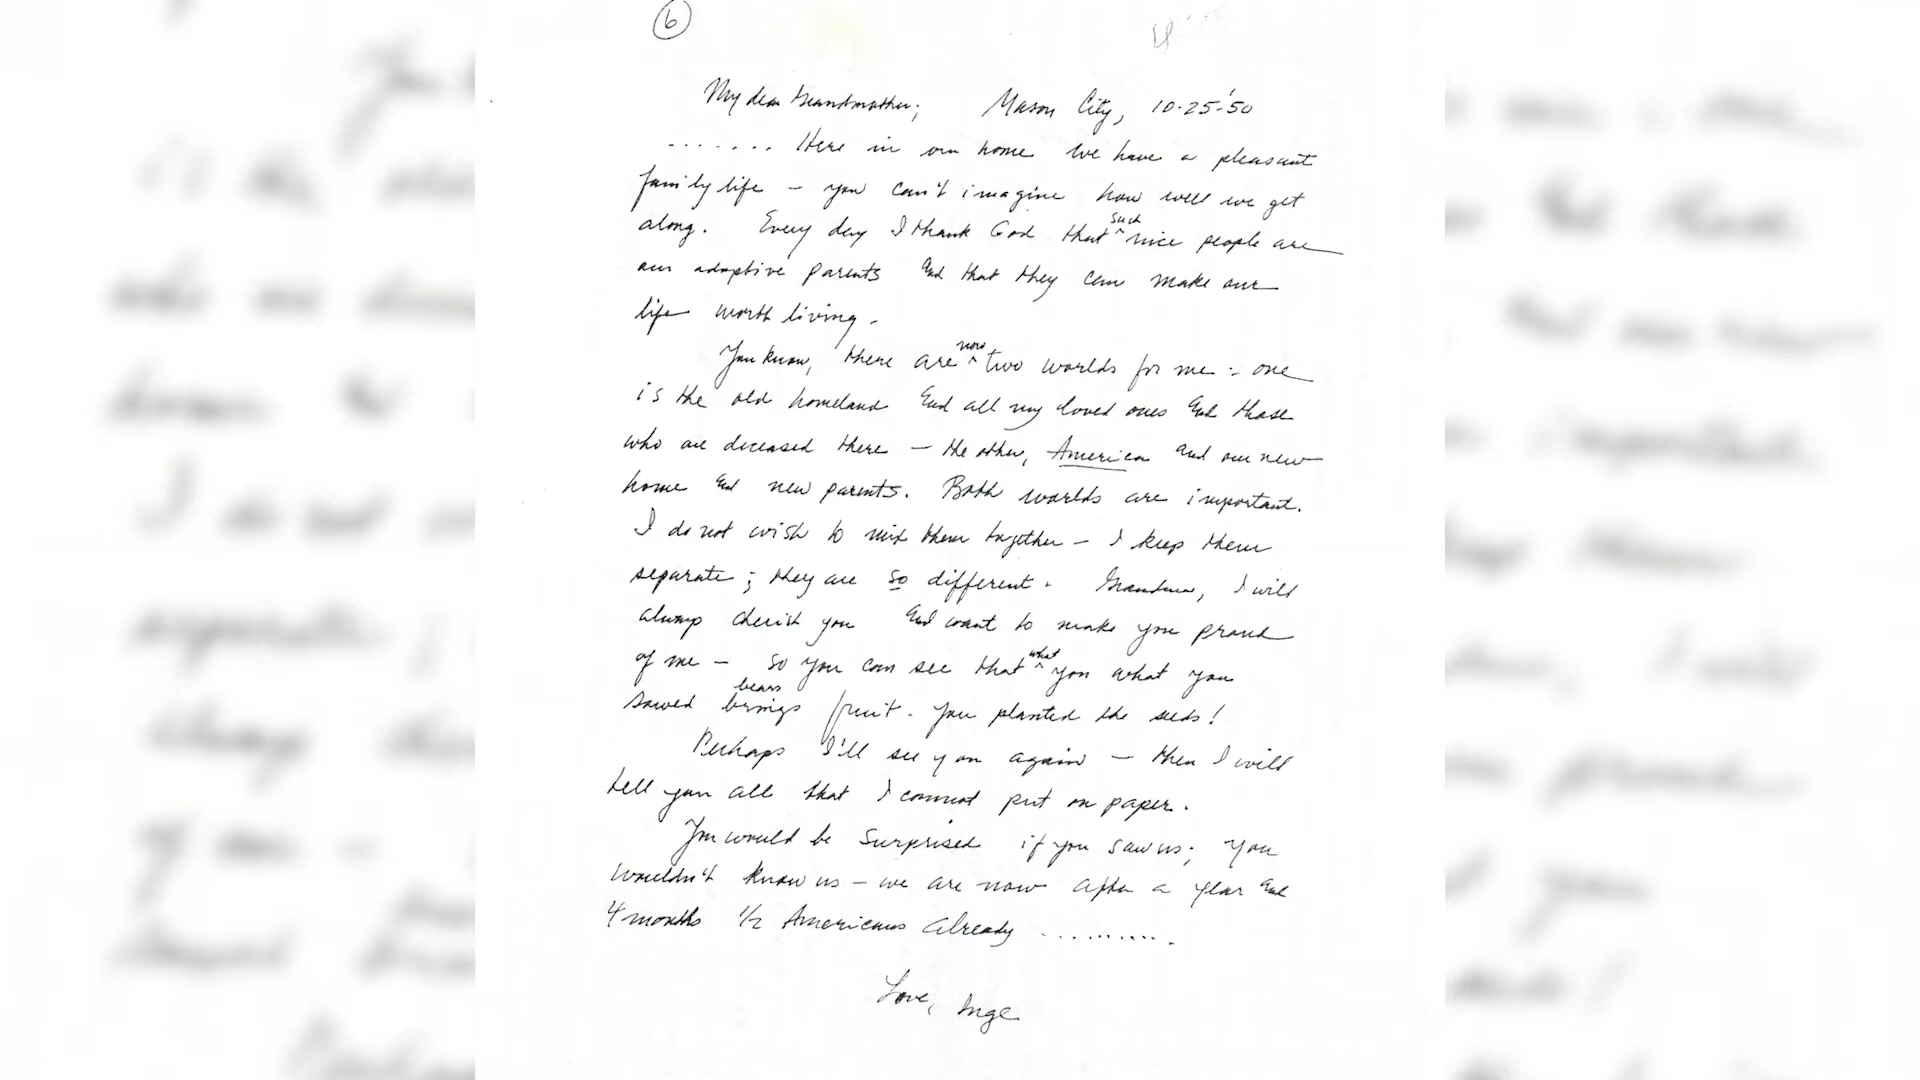 6
My dear Grandmother; Mason City, 10-25-'50
....... Here in our home we have a pleasant
family life – you can't imagine how well we get
along. Every day I thank God that such nice people are
our adoptive parents and that they can make our
life worth living.
You know, there are now two worlds for me :- one
is the old homeland and all my loved ones and those
who are deceased there – the other, America and our new
home and new parents. Both worlds are important.
I do not wish to mix them together – I keep them
separate; they are so different. Grandma, I will
always cherish you and want to make you proud
of me – so you can see that what you what you
sowed bears brings fruit. You planted the seeds!
Perhaps I'll see you again – then I will
tell you all that I cannot put on paper.
You would be surprised if you saw us; you
wouldn't know us – we are now after a year and
4 months 1/2 Americans already ..........
Love, Inge